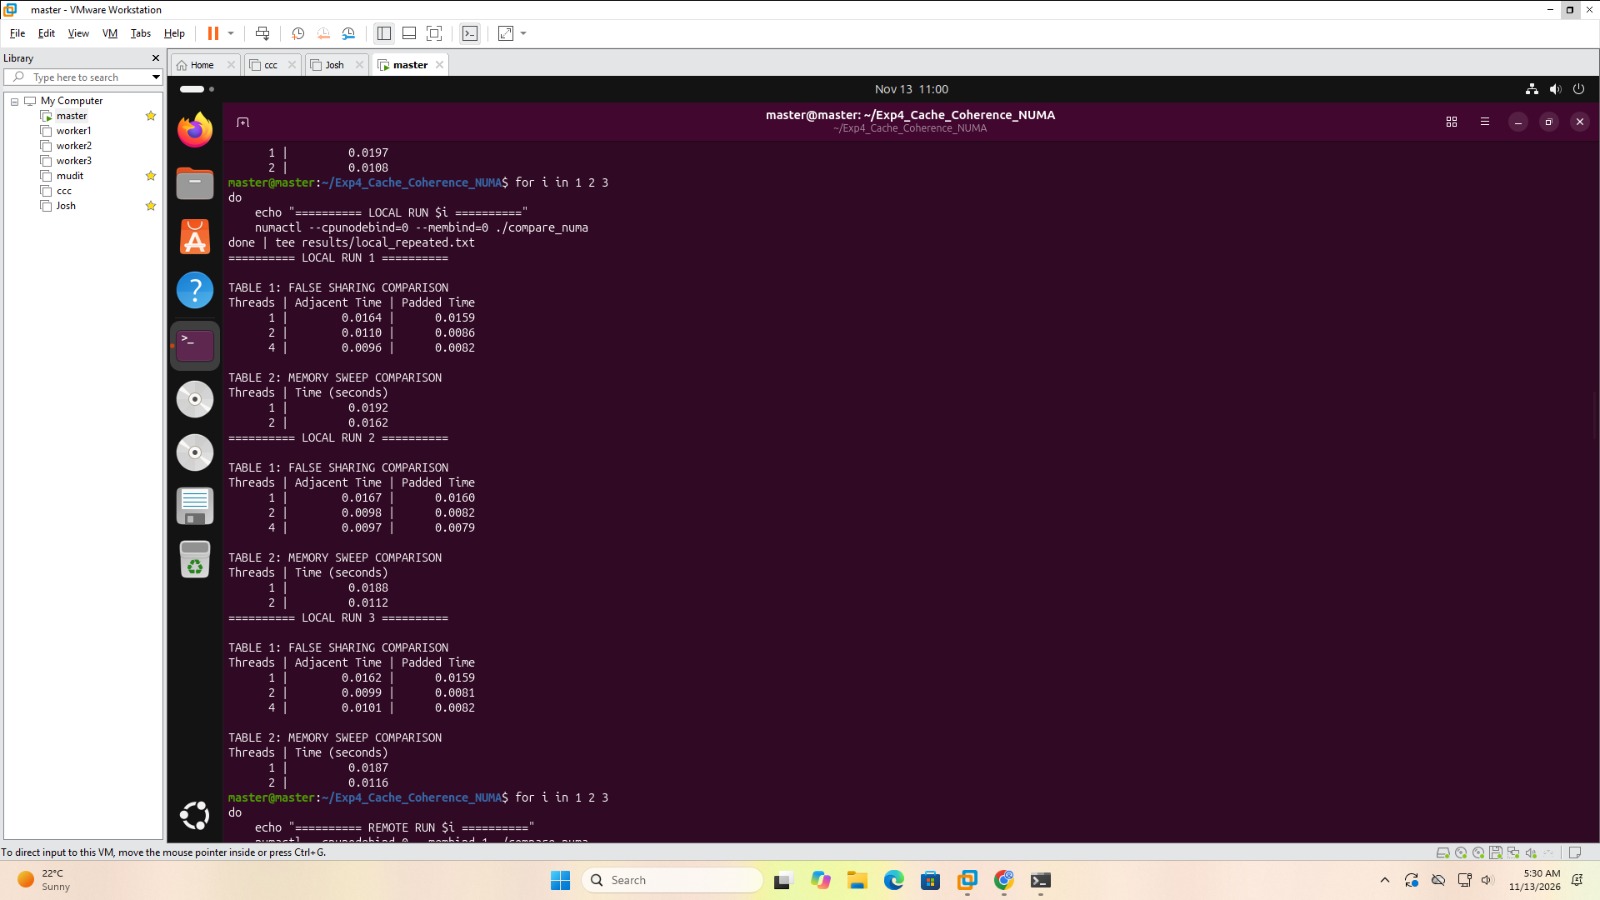 master - VMware Workstation
File Edit View VM Tabs Help
Library
Type here to search
My Computer
master
worker1
worker2
worker3
mudit
ccc
Josh
Home ccc Josh master
Nov 13 11:00
master@master: ~/Exp4_Cache_Coherence_NUMA
~/Exp4_Cache_Coherence_NUMA
1 | 0.0197
2 | 0.0108
master@master:~/Exp4_Cache_Coherence_NUMA$ for i in 1 2 3
do
echo "========== LOCAL RUN $i =========="
numactl --cpunodebind=0 --membind=0 ./compare_numa
done | tee results/local_repeated.txt
========== LOCAL RUN 1 ==========
TABLE 1: FALSE SHARING COMPARISON
Threads | Adjacent Time | Padded Time
1 | 0.0164 | 0.0159
2 | 0.0110 | 0.0086
4 | 0.0096 | 0.0082
TABLE 2: MEMORY SWEEP COMPARISON
Threads | Time (seconds)
1 | 0.0192
2 | 0.0162
========== LOCAL RUN 2 ==========
TABLE 1: FALSE SHARING COMPARISON
Threads | Adjacent Time | Padded Time
1 | 0.0167 | 0.0160
2 | 0.0098 | 0.0082
4 | 0.0097 | 0.0079
TABLE 2: MEMORY SWEEP COMPARISON
Threads | Time (seconds)
1 | 0.0188
2 | 0.0112
========== LOCAL RUN 3 ==========
TABLE 1: FALSE SHARING COMPARISON
Threads | Adjacent Time | Padded Time
1 | 0.0162 | 0.0159
2 | 0.0099 | 0.0081
4 | 0.0101 | 0.0082
TABLE 2: MEMORY SWEEP COMPARISON
Threads | Time (seconds)
1 | 0.0187
2 | 0.0116
master@master:~/Exp4_Cache_Coherence_NUMA$ for i in 1 2 3
do
echo "========== REMOTE RUN $i =========="
numactl --cpunodebind=0 --membind=1 ./compare_numa
To direct input to this VM, move the mouse pointer inside or press Ctrl+G.
22°C
Sunny
Search
5:30 AM
11/13/2026